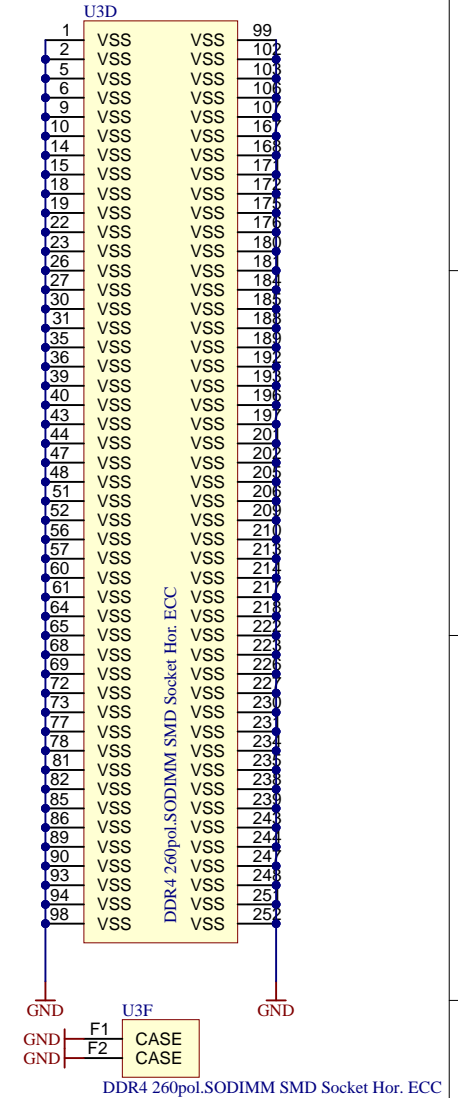 U3D
1 VSS VSS 99
2 VSS VSS 102
5 VSS VSS 103
6 VSS VSS 106
9 VSS VSS 107
10 VSS VSS 167
14 VSS VSS 168
15 VSS VSS 171
18 VSS VSS 172
19 VSS VSS 175
22 VSS VSS 176
23 VSS VSS 180
26 VSS VSS 181
27 VSS VSS 184
30 VSS VSS 185
31 VSS VSS 188
35 VSS VSS 189
36 VSS VSS 192
39 VSS VSS 193
40 VSS VSS 196
43 VSS VSS 197
44 VSS VSS 201
47 VSS VSS 202
48 VSS VSS 205
51 VSS VSS 206
52 VSS VSS 209
56 VSS VSS 210
57 VSS VSS 213
60 VSS VSS 214
61 VSS VSS 217
64 VSS VSS 218
65 VSS VSS 222
68 VSS VSS 223
69 VSS VSS 226
72 VSS VSS 227
73 VSS VSS 230
77 VSS VSS 231
78 VSS VSS 234
81 VSS VSS 235
82 VSS VSS 238
85 VSS VSS 239
86 VSS VSS 243
89 VSS VSS 244
90 VSS VSS 247
93 VSS VSS 248
94 VSS VSS 251
98 VSS VSS 252
DDR4 260pol.SODIMM SMD Socket Hor. ECC
GND GND
U3F
GND F1 CASE
GND F2 CASE
DDR4 260pol.SODIMM SMD Socket Hor. ECC